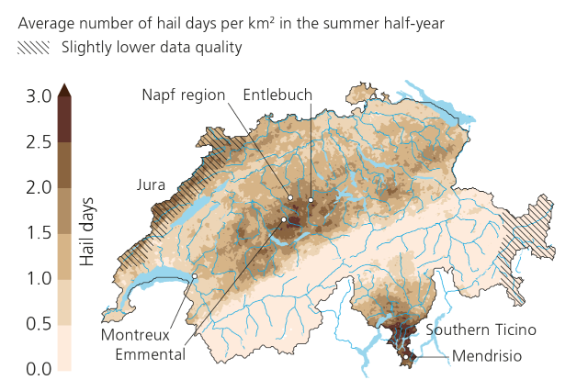 Average number of hail days per km² in the summer half-year
Slightly lower data quality
3.0
2.5
2.0
1.5
1.0
0.5
0.0
Hail days
Napf region
Entlebuch
Jura
Montreux
Emmental
Southern Ticino
Mendrisio